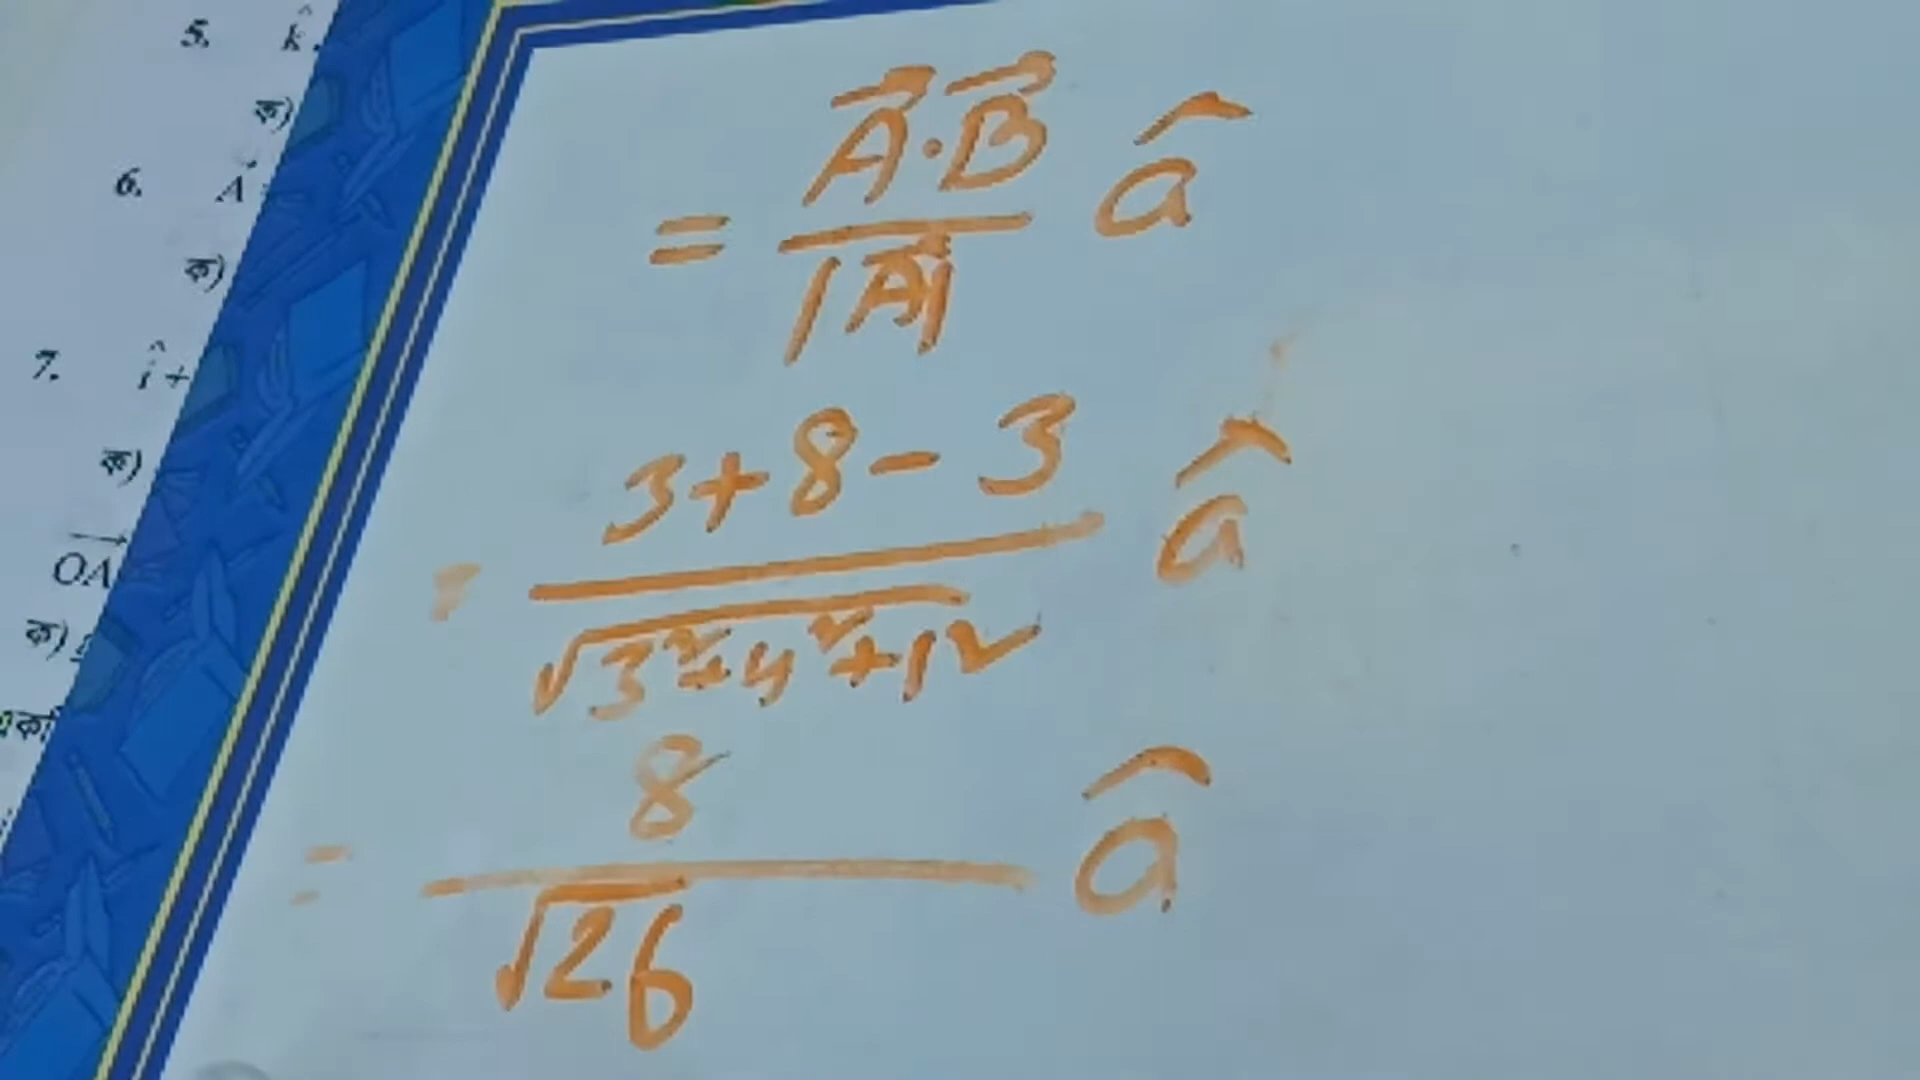 5. k̂.
ক)
6. A
ক)
7. î +
ক)
OA
ক)
= A⃗·B⃗ / |A⃗| â
= 3+8-3 / √3²+4²+1² â
= 8 / √26 â